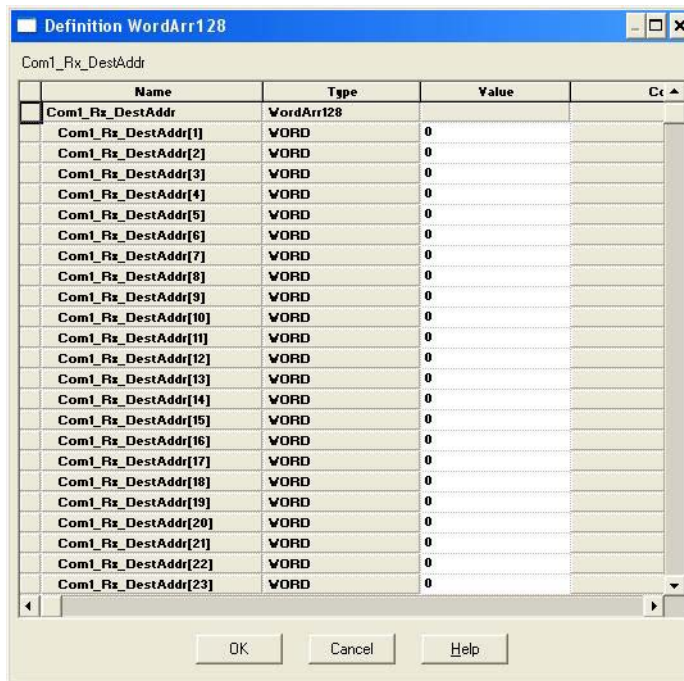 Definition WordArr128
Com1_Rx_DestAddr
Name Type Value Co
Com1_Rx_DestAddr WordArr128
Com1_Rx_DestAddr[1] WORD 0
Com1_Rx_DestAddr[2] WORD 0
Com1_Rx_DestAddr[3] WORD 0
Com1_Rx_DestAddr[4] WORD 0
Com1_Rx_DestAddr[5] WORD 0
Com1_Rx_DestAddr[6] WORD 0
Com1_Rx_DestAddr[7] WORD 0
Com1_Rx_DestAddr[8] WORD 0
Com1_Rx_DestAddr[9] WORD 0
Com1_Rx_DestAddr[10] WORD 0
Com1_Rx_DestAddr[11] WORD 0
Com1_Rx_DestAddr[12] WORD 0
Com1_Rx_DestAddr[13] WORD 0
Com1_Rx_DestAddr[14] WORD 0
Com1_Rx_DestAddr[15] WORD 0
Com1_Rx_DestAddr[16] WORD 0
Com1_Rx_DestAddr[17] WORD 0
Com1_Rx_DestAddr[18] WORD 0
Com1_Rx_DestAddr[19] WORD 0
Com1_Rx_DestAddr[20] WORD 0
Com1_Rx_DestAddr[21] WORD 0
Com1_Rx_DestAddr[22] WORD 0
Com1_Rx_DestAddr[23] WORD 0
OK Cancel Help